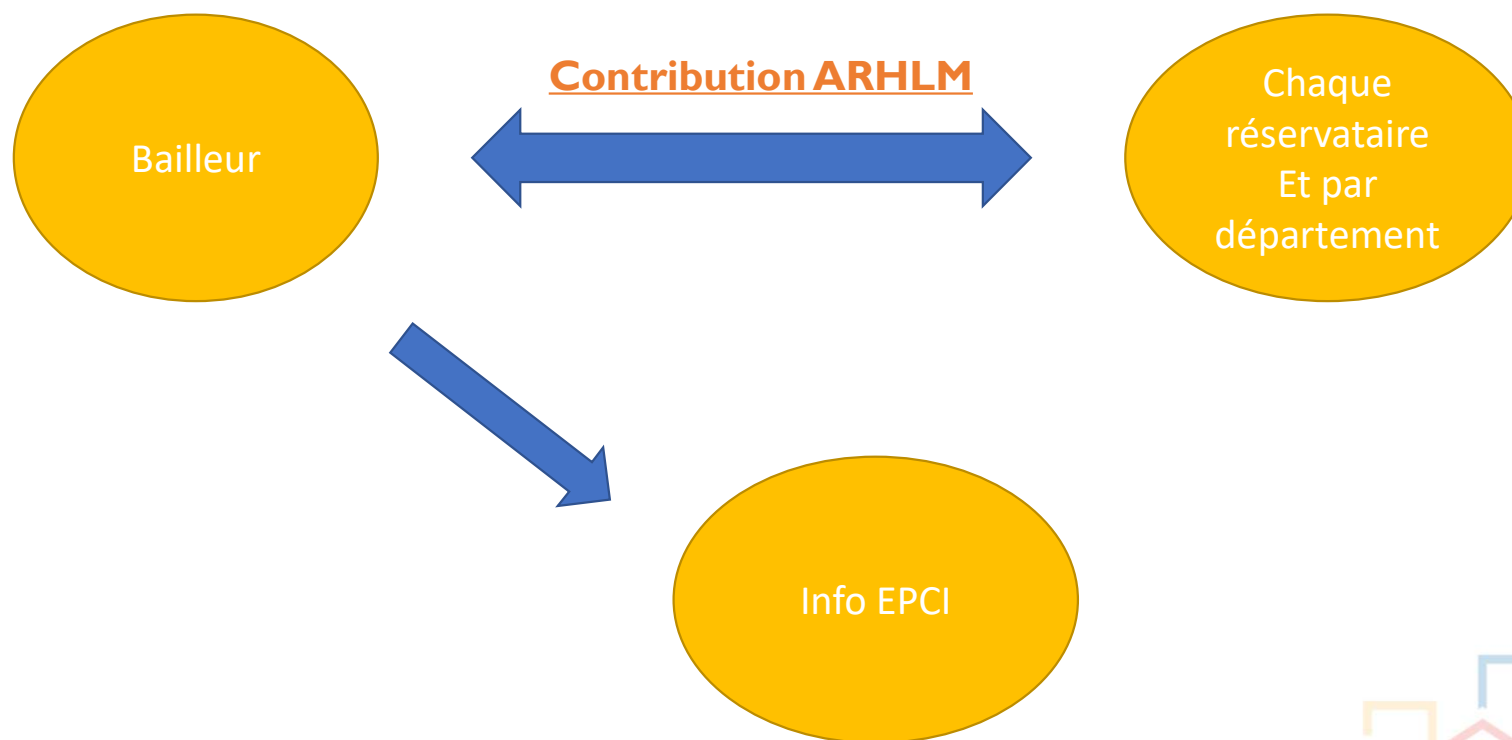 Contribution ARHLM
Bailleur
Chaque
réservataire
Et par
département
Info EPCI